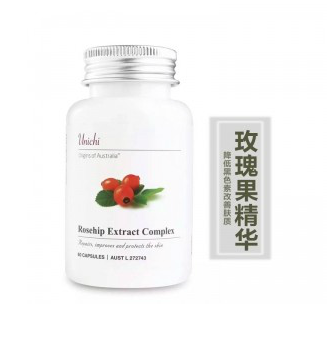 Unichi
Origins of Australia
Rosehip Extract Complex
Nourish, improves and protects the skin
60 CAPSULES | AUST L 272743
玫瑰果精华
降低黑色素改善肤质